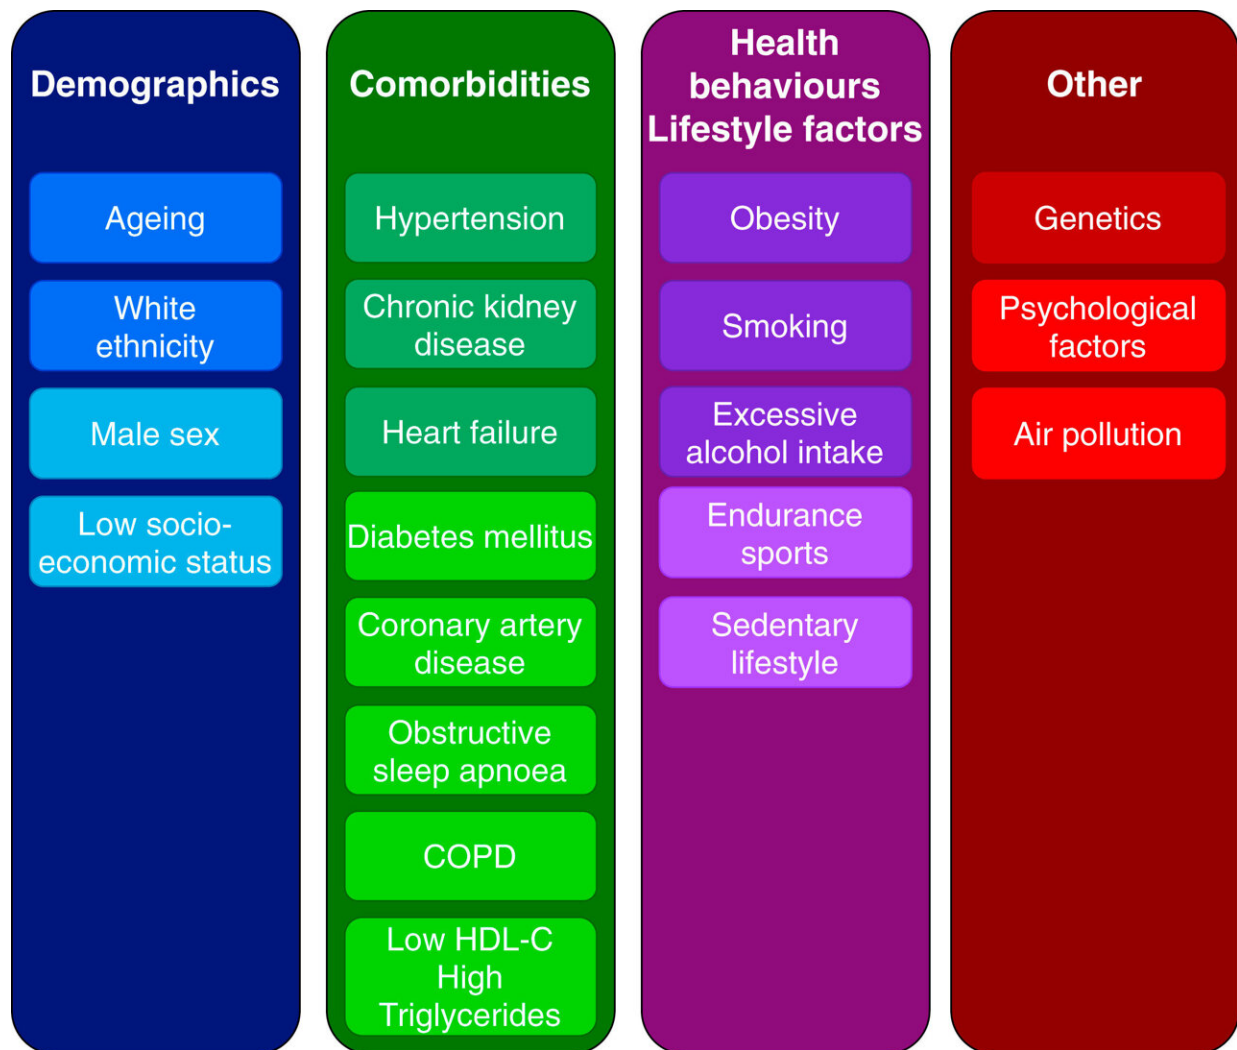 Demographics
Ageing
White
ethnicity
Male sex
Low socio-
economic status
Comorbidities
Hypertension
Chronic kidney
disease
Heart failure
Diabetes mellitus
Coronary artery
disease
Obstructive
sleep apnoea
COPD
Low HDL-C
High
Triglycerides
Health
behaviours
Lifestyle factors
Obesity
Smoking
Excessive
alcohol intake
Endurance
sports
Sedentary
lifestyle
Other
Genetics
Psychological
factors
Air pollution